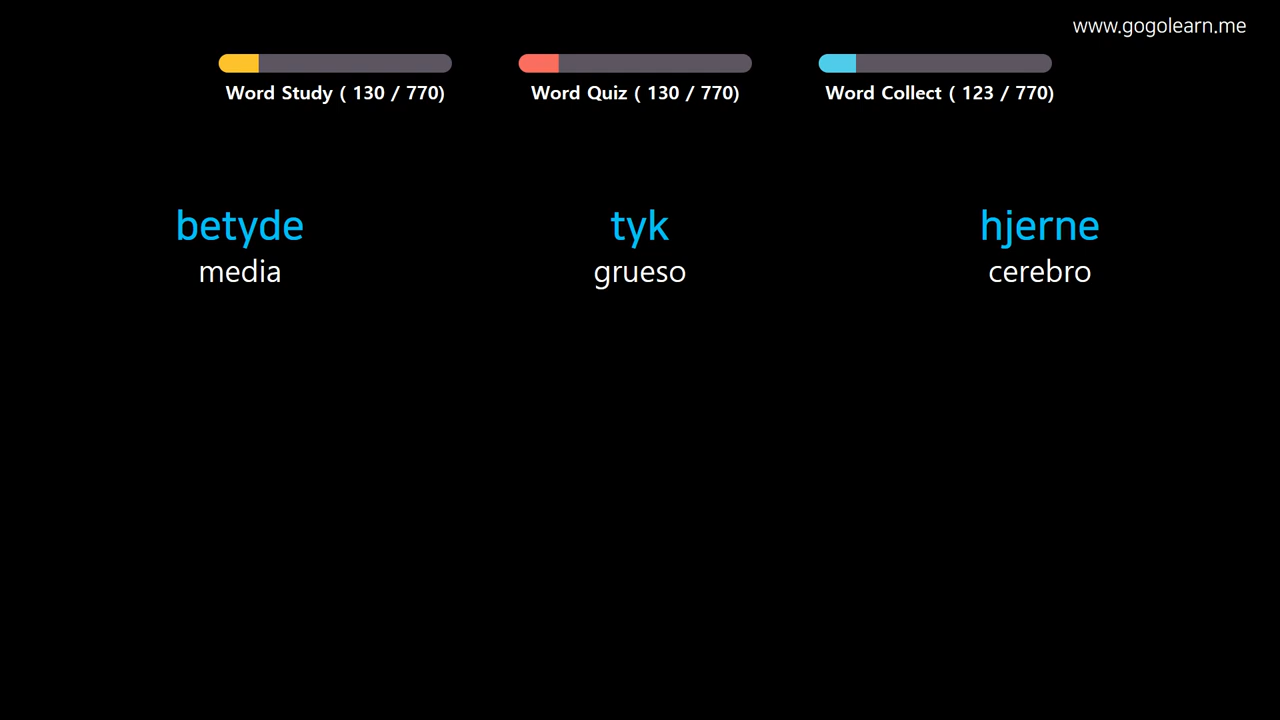 www.gogolearn.me
Word Study ( 130 / 770)
Word Quiz ( 130 / 770)
Word Collect ( 123 / 770)
betyde
media
tyk
grueso
hjerne
cerebro